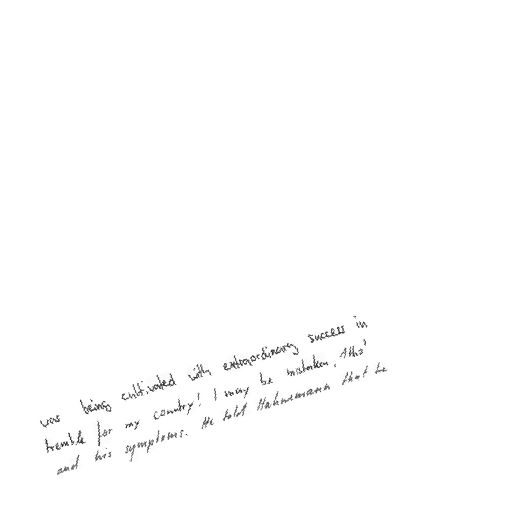 was being cultivated with extraordinary success in
tremble for my country! I may be mistaken. Altho'
and his symptoms. He told Hahnemann that he